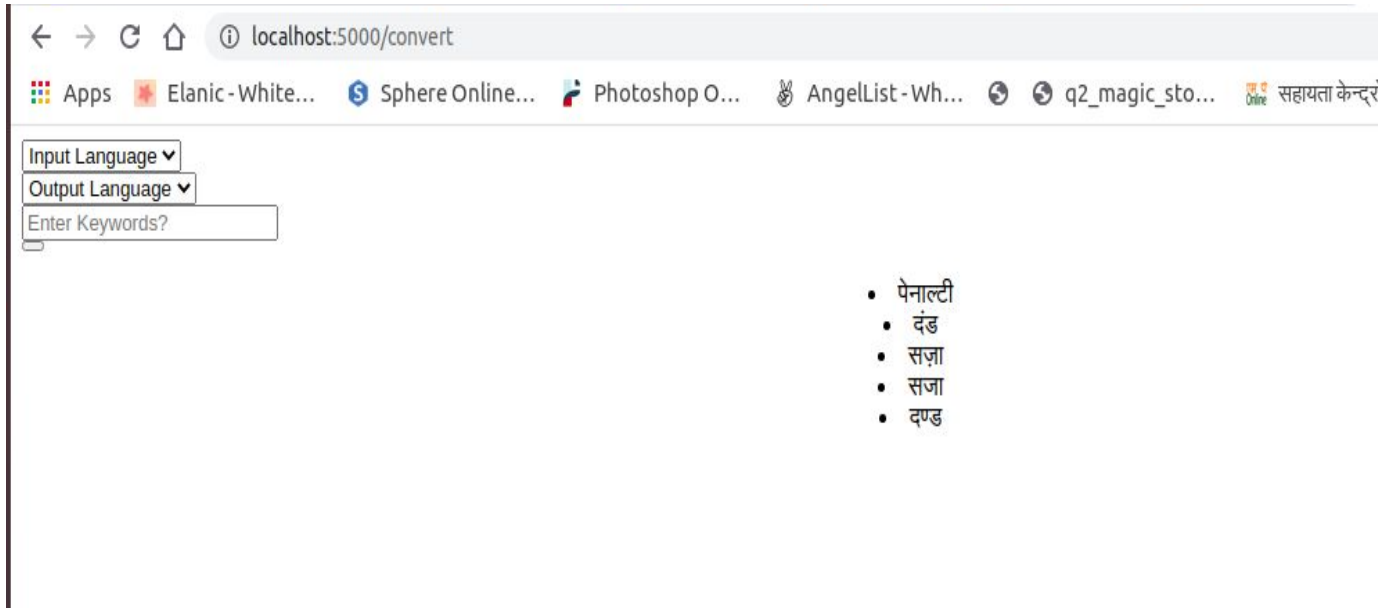 localhost:5000/convert
Apps Elanic - White... S Sphere Online... Photoshop O... AngelList - Wh... q2_magic_sto... Online सहायता केन्द्रो
Input Language
Output Language
Enter Keywords?
• पेनाल्टी
• दंड
• सज़ा
• सजा
• दण्ड